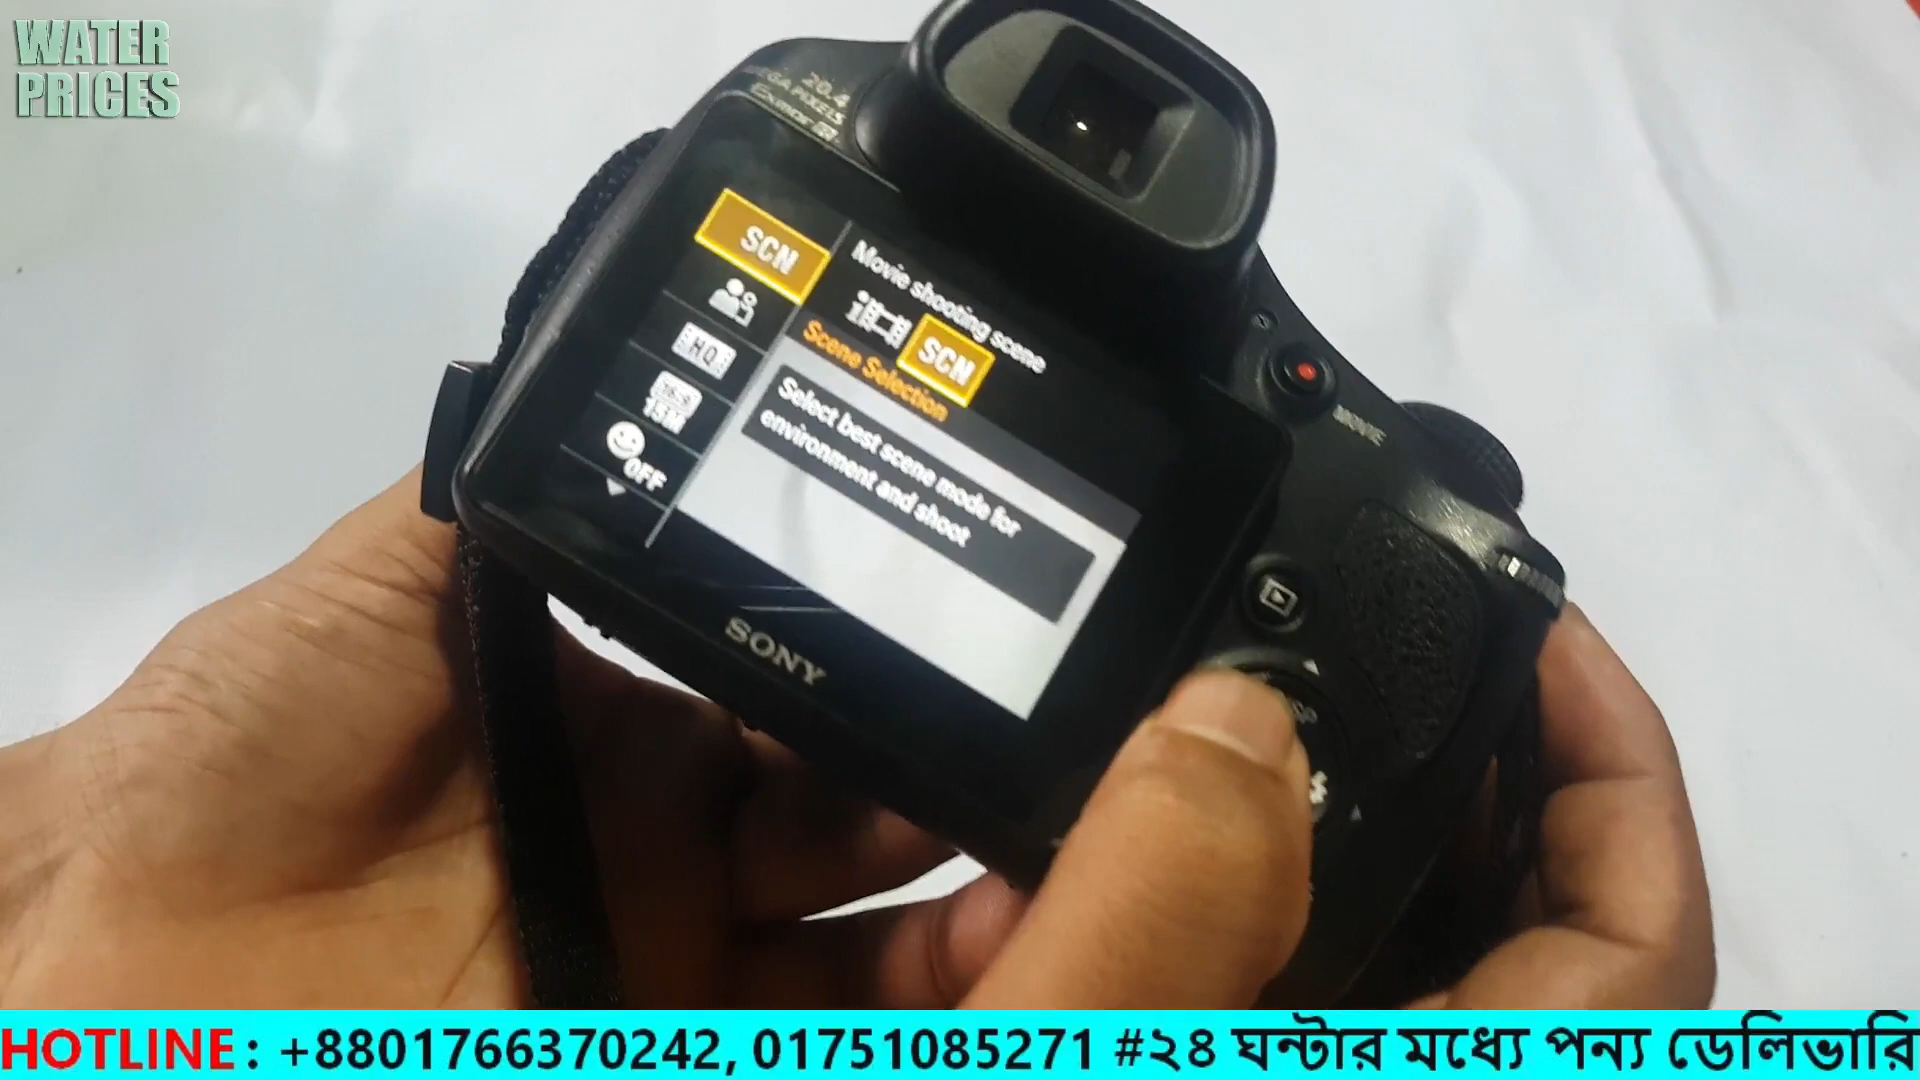 WATER
PRICES
20.4
MEGA PIXELS
Exmor R
SCN
Movie shooting scene
SCN
Scene Selection
HQ
15M
OFF
Select best scene mode for
environment and shoot
MOVIE
SONY
HOTLINE : +8801766370242, 01751085271 #২৪ ঘন্টার মধ্যে পন্য ডেলিভারি